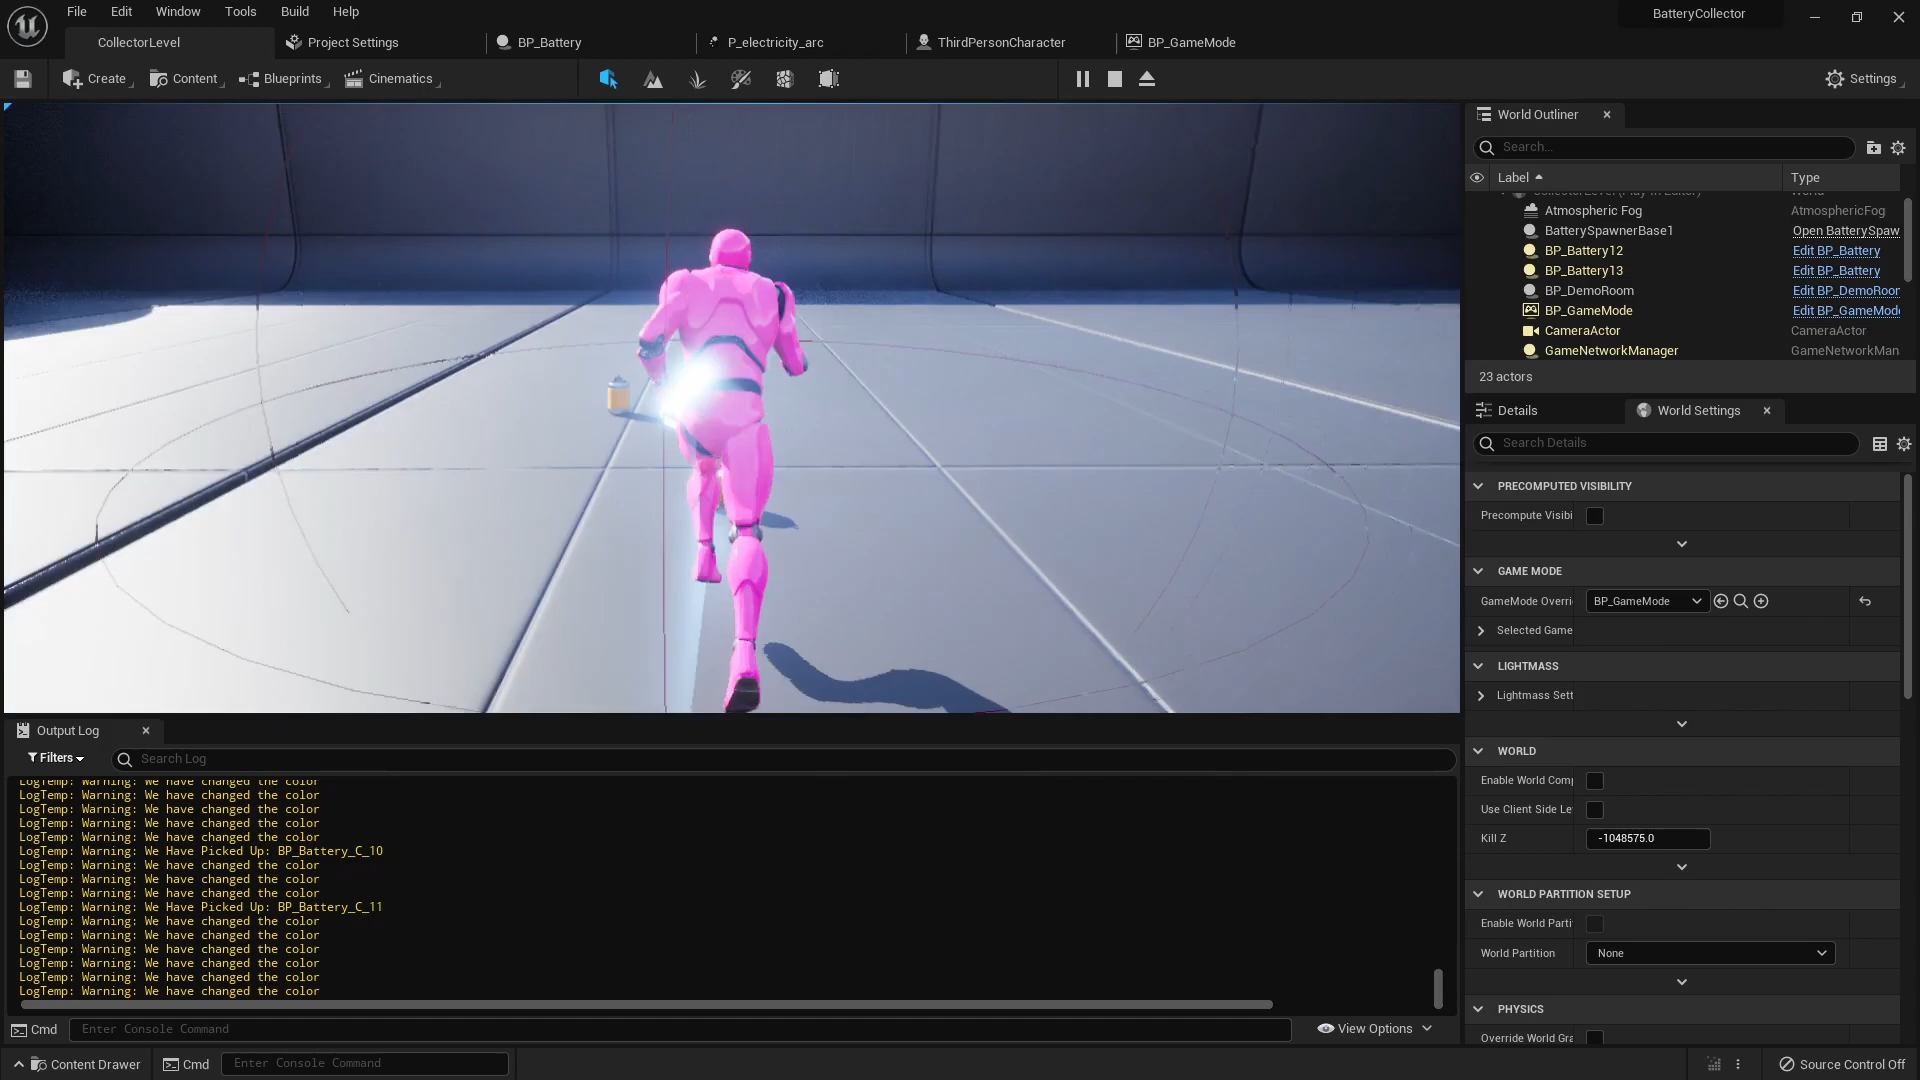 File Edit Window Tools Build Help
BatteryCollector
CollectorLevel Project Settings BP_Battery P_electricity_arc ThirdPersonCharacter BP_GameMode
Create Content Blueprints Cinematics Settings
World Outliner
Search...
Label Type
Atmospheric Fog AtmosphericFog
BatterySpawnerBase1 Open BatterySpaw
BP_Battery12 Edit BP_Battery
BP_Battery13 Edit BP_Battery
BP_DemoRoom Edit BP_DemoRoor
BP_GameMode Edit BP_GameMode
CameraActor CameraActor
GameNetworkManager GameNetworkMan
23 actors
Details World Settings
Search Details
PRECOMPUTED VISIBILITY
Precompute Visibi
GAME MODE
GameMode Overri BP_GameMode
Selected Game
LIGHTMASS
Lightmass Sett
WORLD
Enable World Comp
Use Client Side Le
Kill Z -1048575.0
WORLD PARTITION SETUP
Enable World Parti
World Partition None
PHYSICS
Override World Gra
Output Log
Filters Search Log
LogTemp: Warning: We have changed the color
LogTemp: Warning: We have changed the color
LogTemp: Warning: We have changed the color
LogTemp: Warning: We have changed the color
LogTemp: Warning: We have changed the color
LogTemp: Warning: We Have Picked Up: BP_Battery_C_10
LogTemp: Warning: We have changed the color
LogTemp: Warning: We have changed the color
LogTemp: Warning: We have changed the color
LogTemp: Warning: We Have Picked Up: BP_Battery_C_11
LogTemp: Warning: We have changed the color
LogTemp: Warning: We have changed the color
LogTemp: Warning: We have changed the color
LogTemp: Warning: We have changed the color
LogTemp: Warning: We have changed the color
LogTemp: Warning: We have changed the color
Cmd Enter Console Command View Options
Content Drawer Cmd Enter Console Command Source Control Off